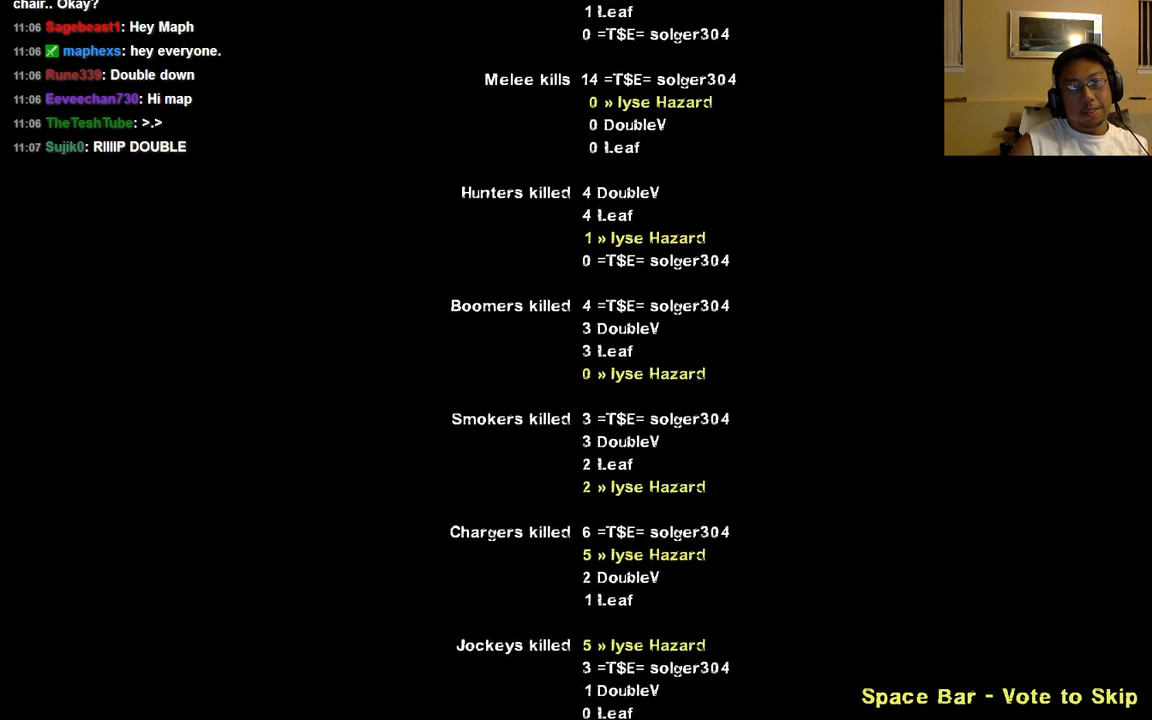 chair.. Okay?
11:06 Sagebeast1: Hey Maph
11:06 maphexs: hey everyone.
11:06 Rune339: Double down
11:06 Eeveechan730: Hi map
11:06 TheTeshTube: >.>
11:07 Sujik0: RIIIIP DOUBLE
1 Leaf
0 =T$E= solger304
Melee kills 14 =T$E= solger304
0 » lyse Hazard
0 DoubleV
0 Leaf
Hunters killed 4 DoubleV
4 Leaf
1 » lyse Hazard
0 =T$E= solger304
Boomers killed 4 =T$E= solger304
3 DoubleV
3 Leaf
0 » lyse Hazard
Smokers killed 3 =T$E= solger304
3 DoubleV
2 Leaf
2 » lyse Hazard
Chargers killed 6 =T$E= solger304
5 » lyse Hazard
2 DoubleV
1 Leaf
Jockeys killed 5 » lyse Hazard
3 =T$E= solger304
1 DoubleV
0 Leaf
Space Bar - Vote to Skip